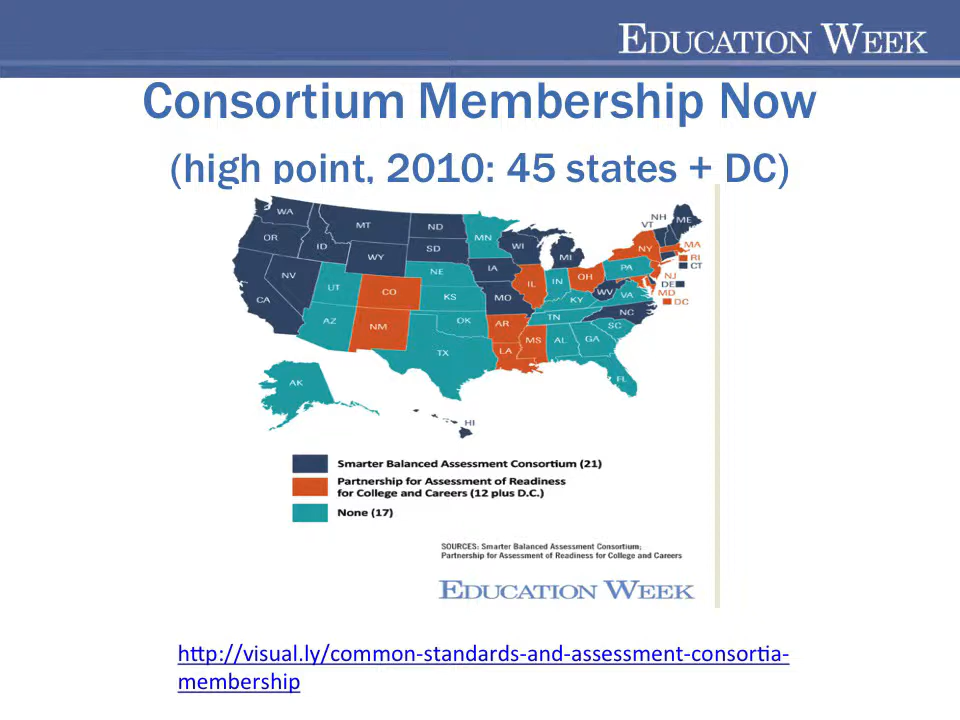 EDUCATION WEEK
Consortium Membership Now
(high point, 2010: 45 states + DC)
WA
OR
ID
MT
ND
MN
NH
VT
ME
SD
WY
WI
MI
NY
MA
RI
CT
NV
CA
UT
CO
NE
IA
KS
MO
IL
IN
OH
PA
NJ
DE
MD
DC
WV
VA
KY
NC
TN
SC
AZ
NM
OK
AR
TX
LA
MS
AL
GA
FL
AK
HI
Smarter Balanced Assessment Consortium (21)
Partnership for Assessment of Readiness
for College and Careers (12 plus D.C.)
None (17)
SOURCES: Smarter Balanced Assessment Consortium;
Partnership for Assessment of Readiness for College and Careers
EDUCATION WEEK
http://visual.ly/common-standards-and-assessment-consortia-
membership